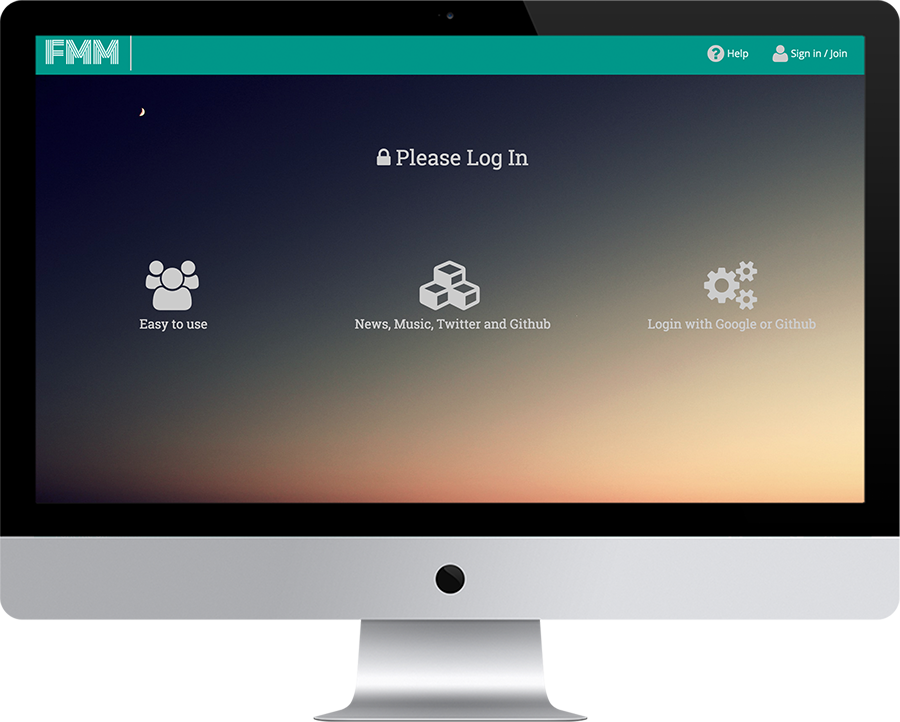 FMM
Help
Sign in / Join
Please Log In
Easy to use
News, Music, Twitter and Github
Login with Google or Github